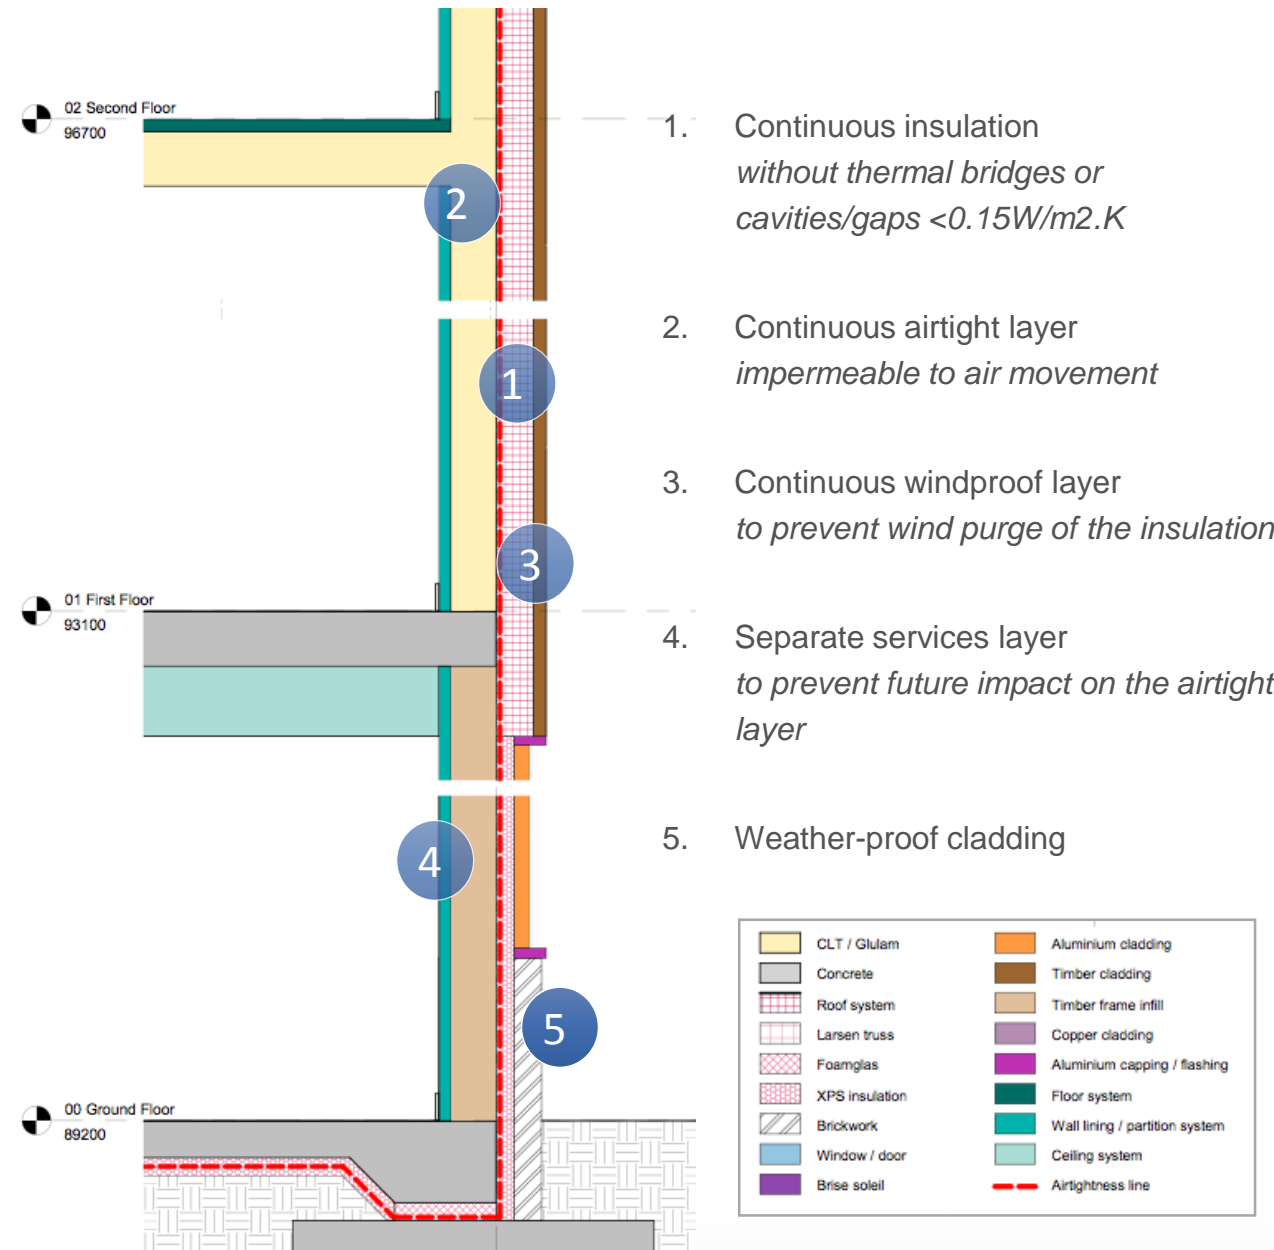 02 Second Floor
96700
2
1
3
01 First Floor
93100
4
5
00 Ground Floor
89200
1. Continuous insulation
without thermal bridges or
cavities/gaps <0.15W/m2.K
2. Continuous airtight layer
impermeable to air movement
3. Continuous windproof layer
to prevent wind purge of the insulation
4. Separate services layer
to prevent future impact on the airtight
layer
5. Weather-proof cladding
CLT / Glulam
Concrete
Roof system
Larsen truss
Foamglas
XPS insulation
Brickwork
Window / door
Brise soleil
Aluminium cladding
Timber cladding
Timber frame infill
Copper cladding
Aluminium capping / flashing
Floor system
Wall lining / partition system
Ceiling system
Airtightness line